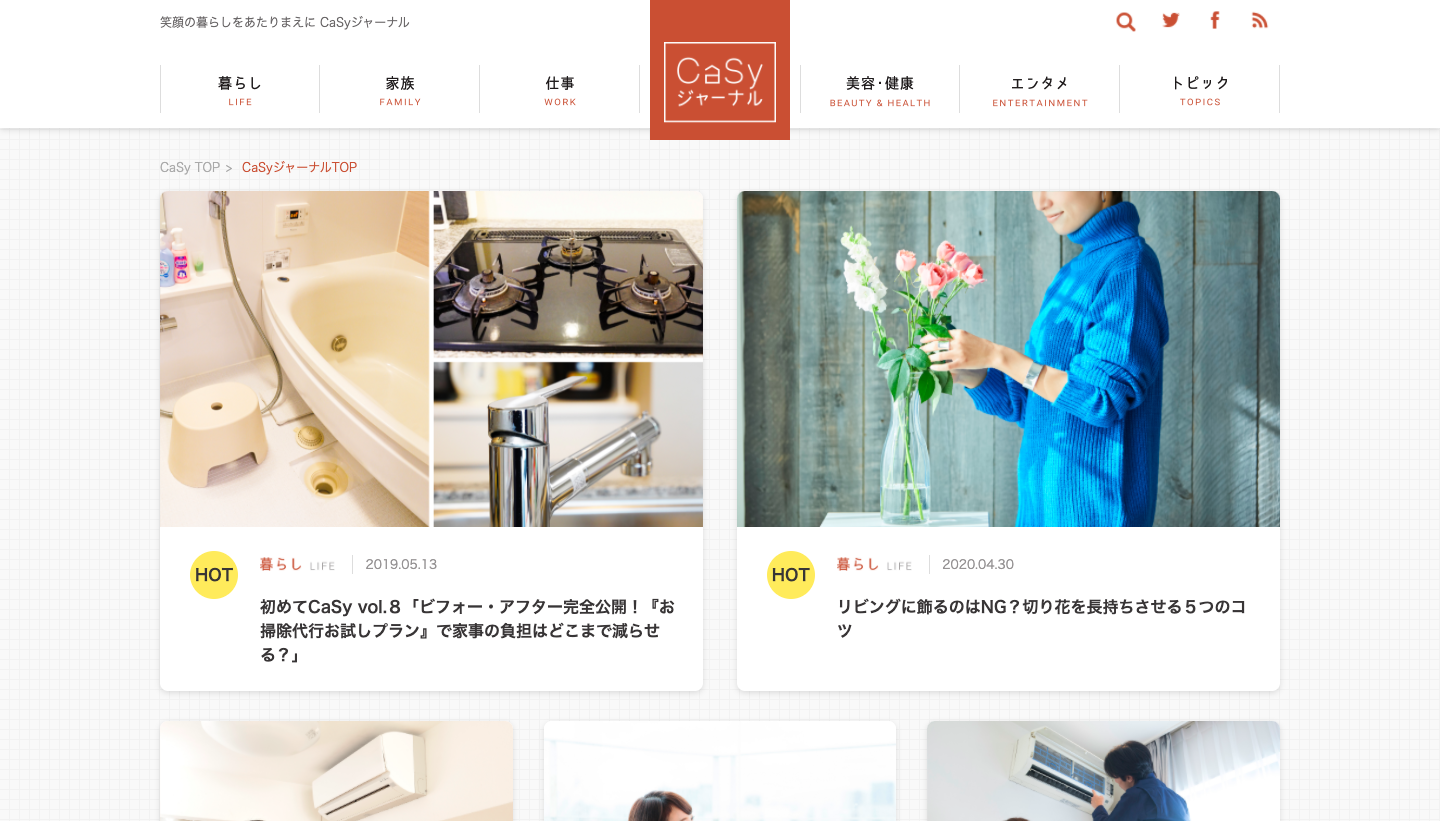 笑顔の暮らしをあたりまえに CaSyジャーナル
暮らし
LIFE
家族
FAMILY
仕事
WORK
CaSy
ジャーナル
美容･健康
BEAUTY & HEALTH
エンタメ
ENTERTAINMENT
トピック
TOPICS
CaSy TOP > CaSyジャーナルTOP
HOT
暮らし LIFE 2019.05.13
初めてCaSy vol.８「ビフォー・アフター完全公開！『お
掃除代行お試しプラン』で家事の負担はどこまで減らせ
る？」
HOT
暮らし LIFE 2020.04.30
リビングに飾るのはNG？切り花を長持ちさせる５つのコ
ツ